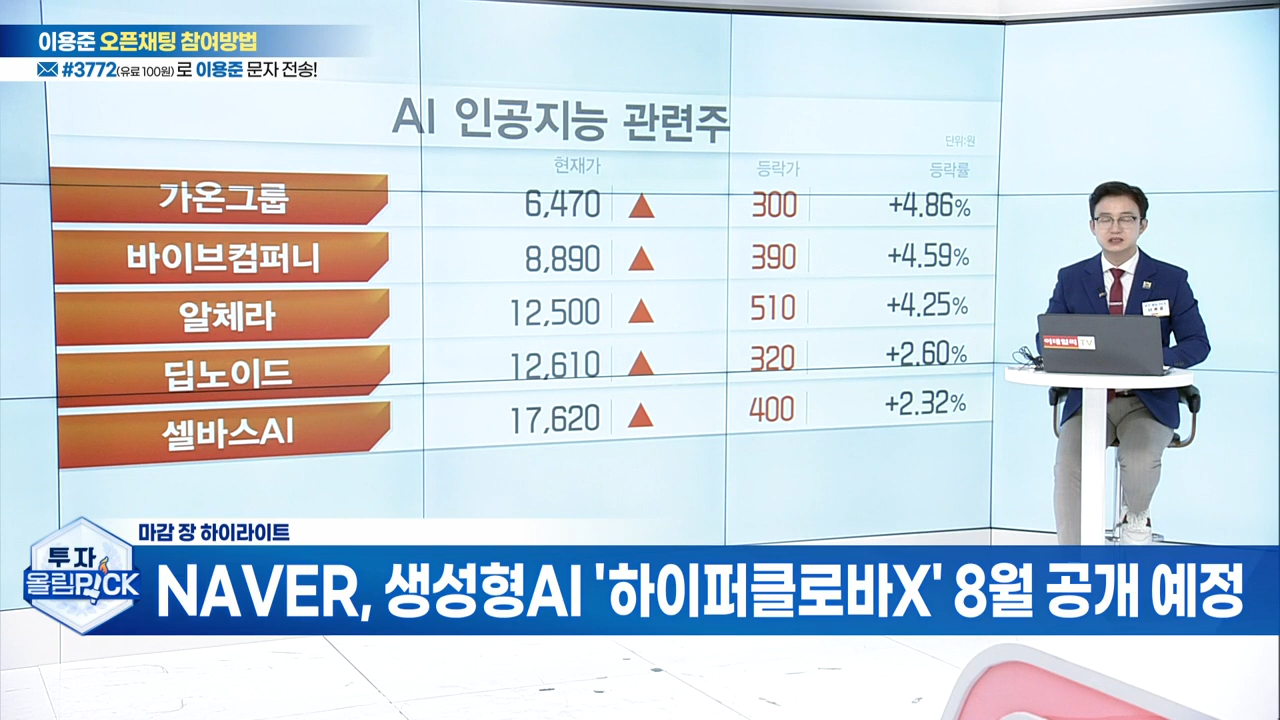 이용준 오픈채팅 참여방법
#3772(유료 100원) 로 이용준 문자 전송!
AI 인공지능 관련주
단위:원
현재가 등락가 등락률
가온그룹 6,470 ▲ 300 +4.86%
바이브컴퍼니 8,890 ▲ 390 +4.59%
알체라 12,500 ▲ 510 +4.25%
딥노이드 12,610 ▲ 320 +2.60%
셀바스AI 17,620 ▲ 400 +2.32%
이데일리TV
마감 장 하이라이트
투자
올림PICK
NAVER, 생성형AI '하이퍼클로바X' 8월 공개 예정